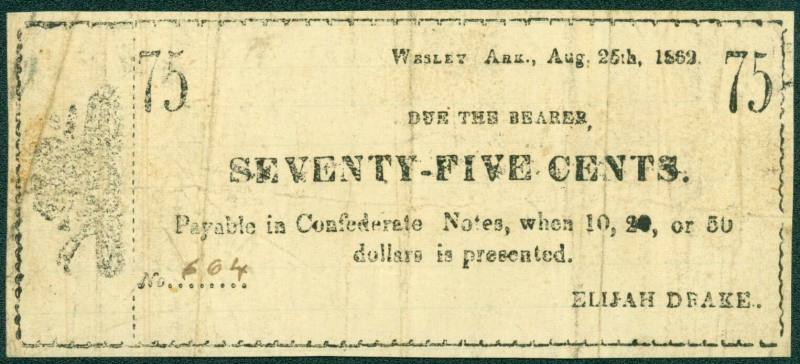 75
WESLEY ARK., Aug. 25th, 1862.
75
DUE THE BEARER,
SEVENTY-FIVE CENTS.
Payable in Confederate Notes, when 10, 20, or 50
dollars is presented.
No. 664
ELIJAH DRAKE.